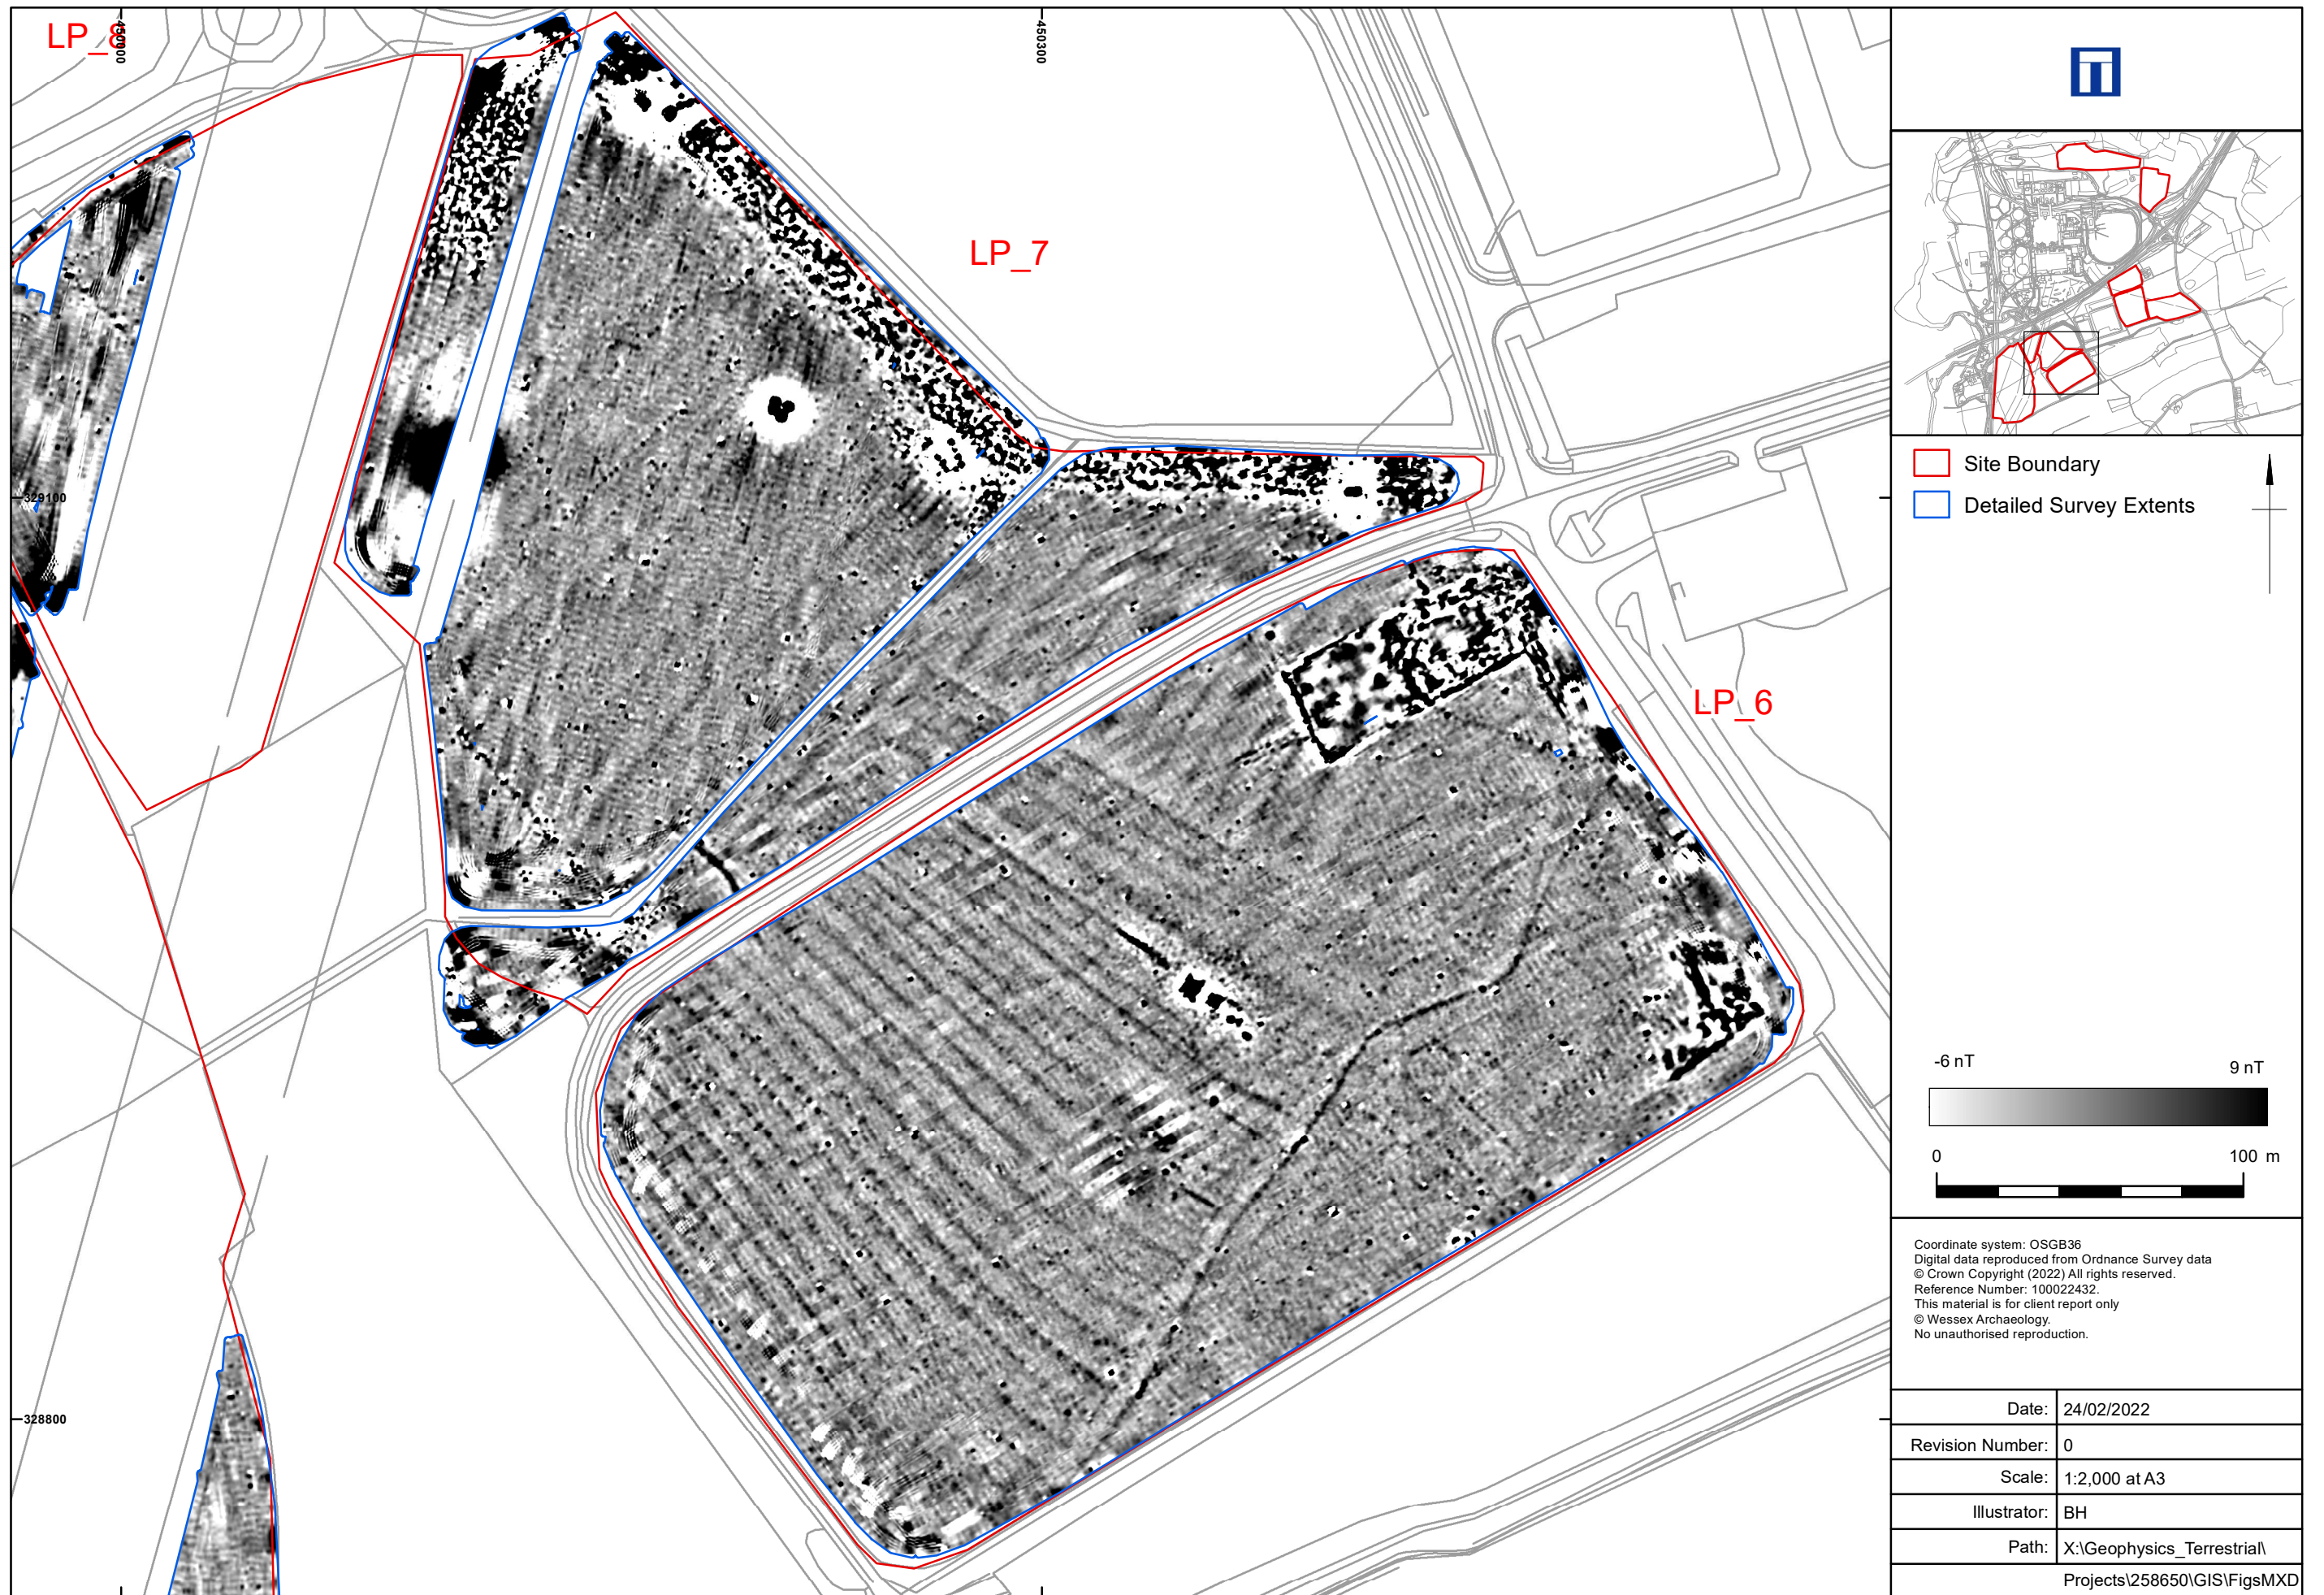 LP_8
450000
450300
LP_7
329100
LP_6
328800
Site Boundary
Detailed Survey Extents
-6 nT
9 nT
0
100 m
Coordinate system: OSGB36
Digital data reproduced from Ordnance Survey data
© Crown Copyright (2022) All rights reserved.
Reference Number: 100022432.
This material is for client report only
© Wessex Archaeology.
No unauthorised reproduction.
Date: 24/02/2022
Revision Number: 0
Scale: 1:2,000 at A3
Illustrator: BH
Path: X:\Geophysics_Terrestrial\
Projects\258650\GIS\FigsMXD